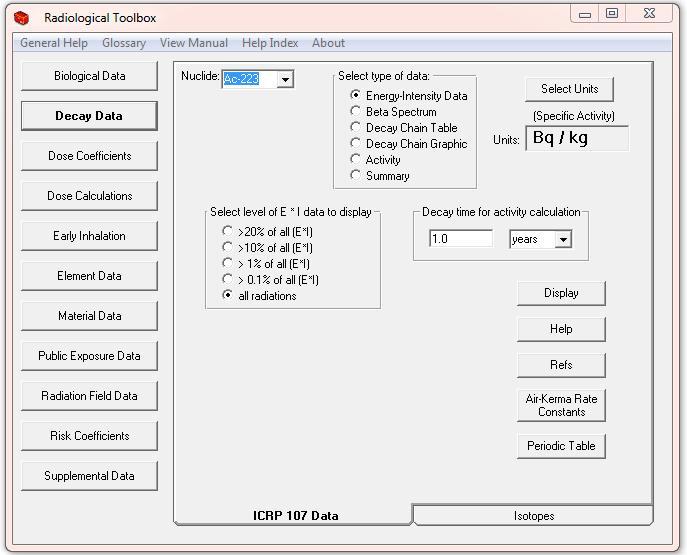 Radiological Toolbox
General Help Glossary View Manual Help Index About
Biological Data
Decay Data
Dose Coefficients
Dose Calculations
Early Inhalation
Element Data
Material Data
Public Exposure Data
Radiation Field Data
Risk Coefficients
Supplemental Data
Nuclide: Ac-223
Select type of data:
Energy-Intensity Data
Beta Spectrum
Decay Chain Table
Decay Chain Graphic
Activity
Summary
Select Units
(Specific Activity)
Units: Bq / kg
Select level of E * I data to display
>20% of all (E*I)
>10% of all (E*I)
> 1% of all (E*I)
> 0.1% of all (E*I)
all radiations
Decay time for activity calculation
1.0 years
Display
Help
Refs
Air-Kerma Rate
Constants
Periodic Table
ICRP 107 Data
Isotopes